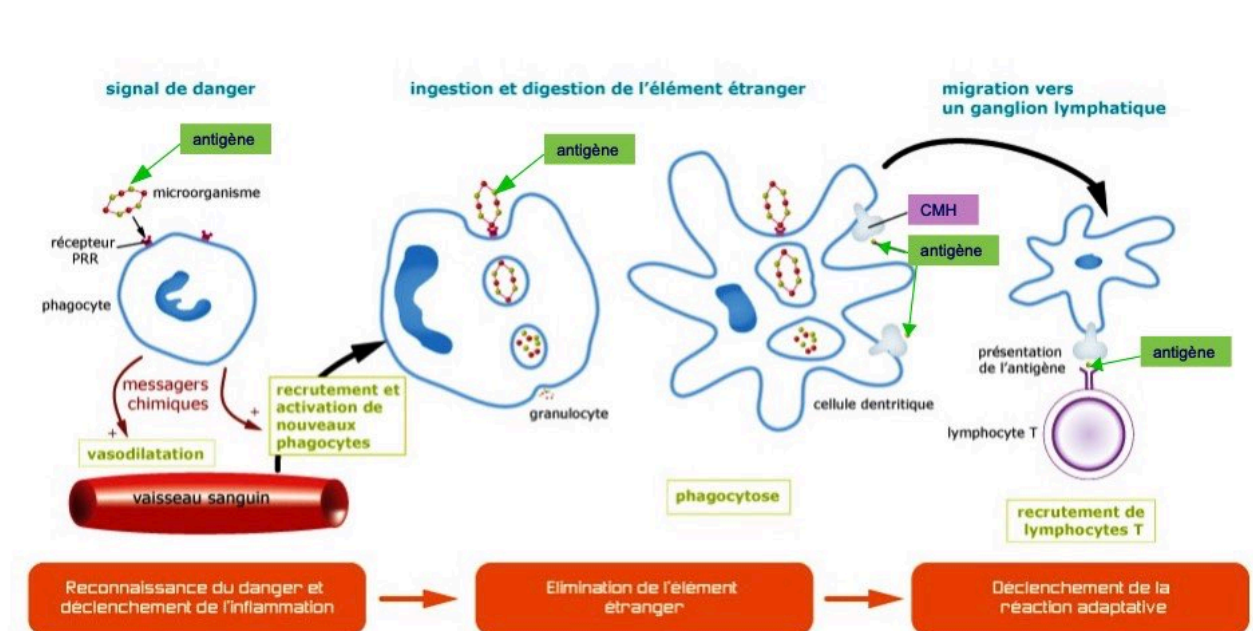 signal de danger
antigène
microorganisme
récepteur
PRR
phagocyte
messagers
chimiques
+
+
vasodilatation
vaisseau sanguin
recrutement et
activation de
nouveaux
phagocytes
ingestion et digestion de l'élément étranger
antigène
granulocyte
CMH
antigène
cellule dentritique
phagocytose
migration vers
un ganglion lymphatique
présentation
de l'antigène
antigène
lymphocyte T
recrutement de
lymphocytes T
Reconnaissance du danger et
déclenchement de l'inflammation
Elimination de l'élément
étranger
Déclenchement de la
réaction adaptative